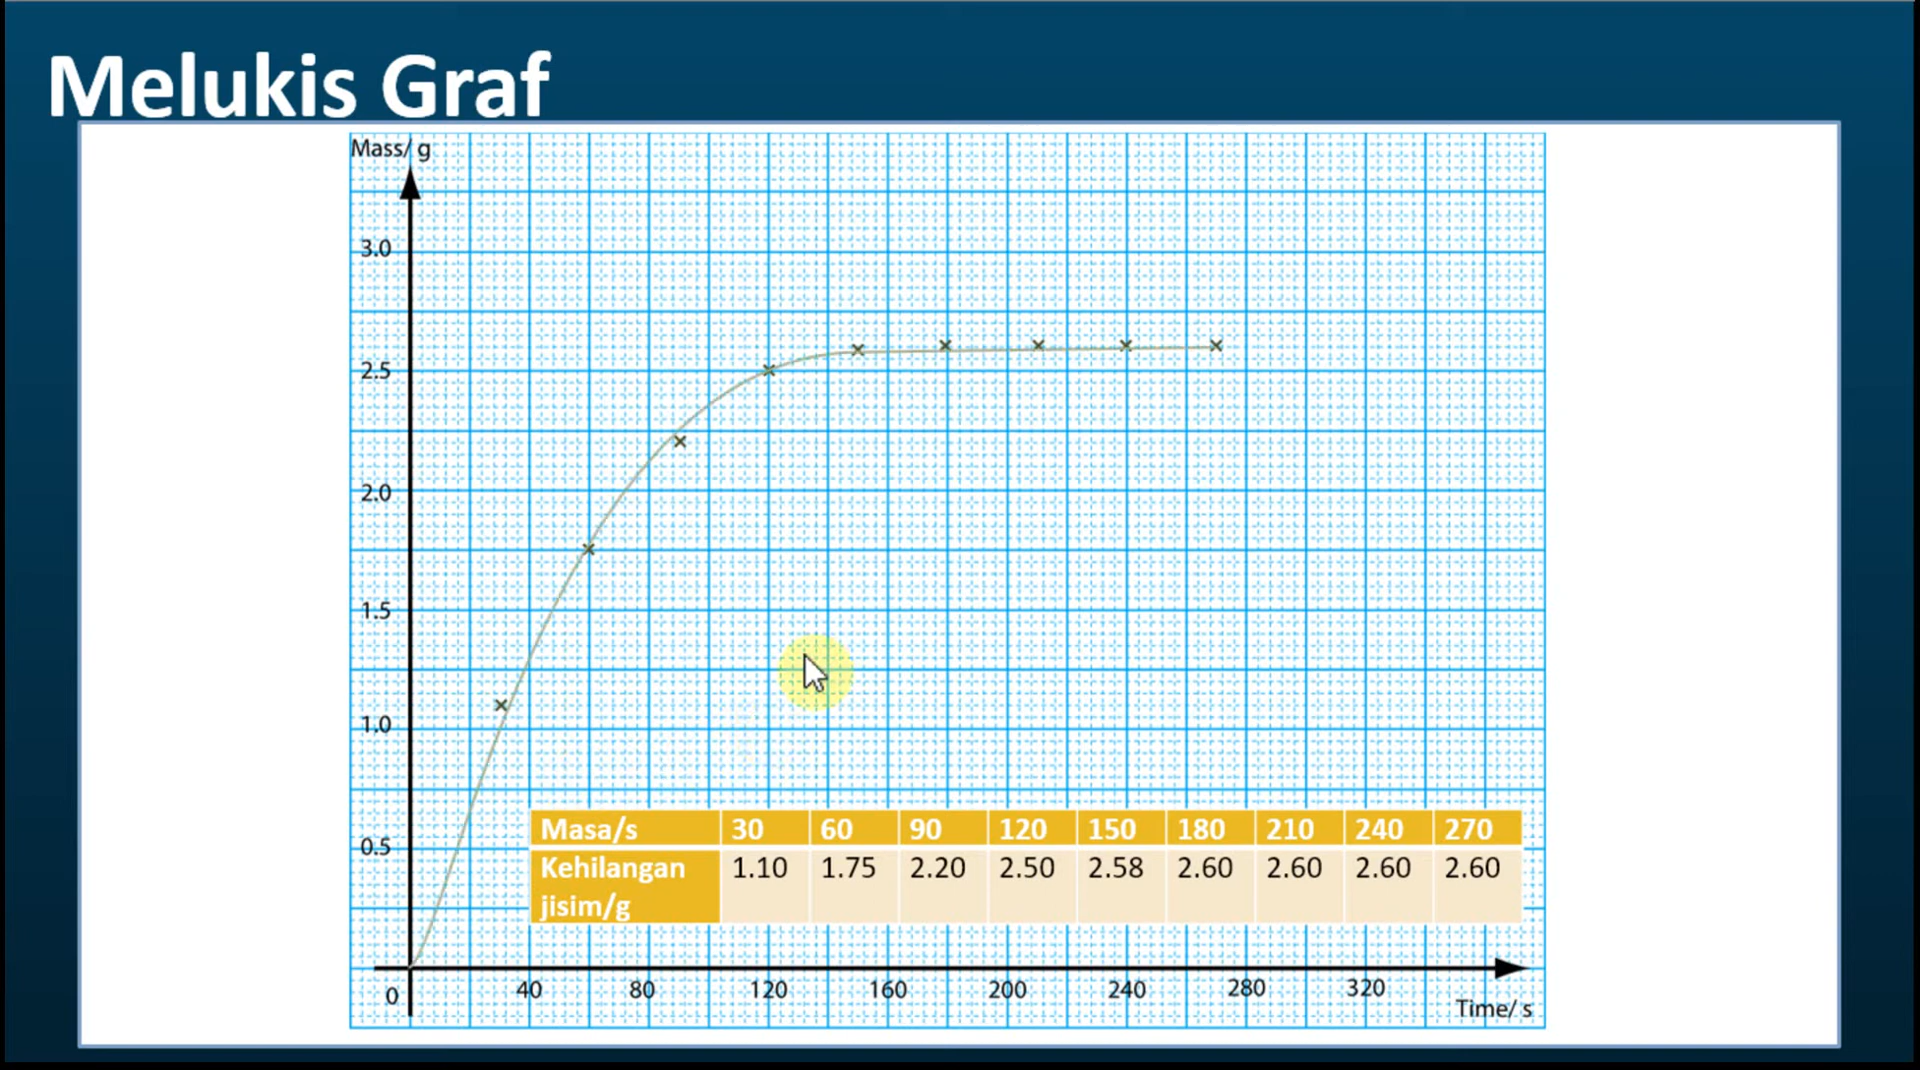 Melukis Graf
Mass/ g
3.0
2.5
2.0
1.5
1.0
0.5
Masa/s 30 60 90 120 150 180 210 240 270
Kehilangan jisim/g 1.10 1.75 2.20 2.50 2.58 2.60 2.60 2.60 2.60
0 40 80 120 160 200 240 280 320
Time/ s